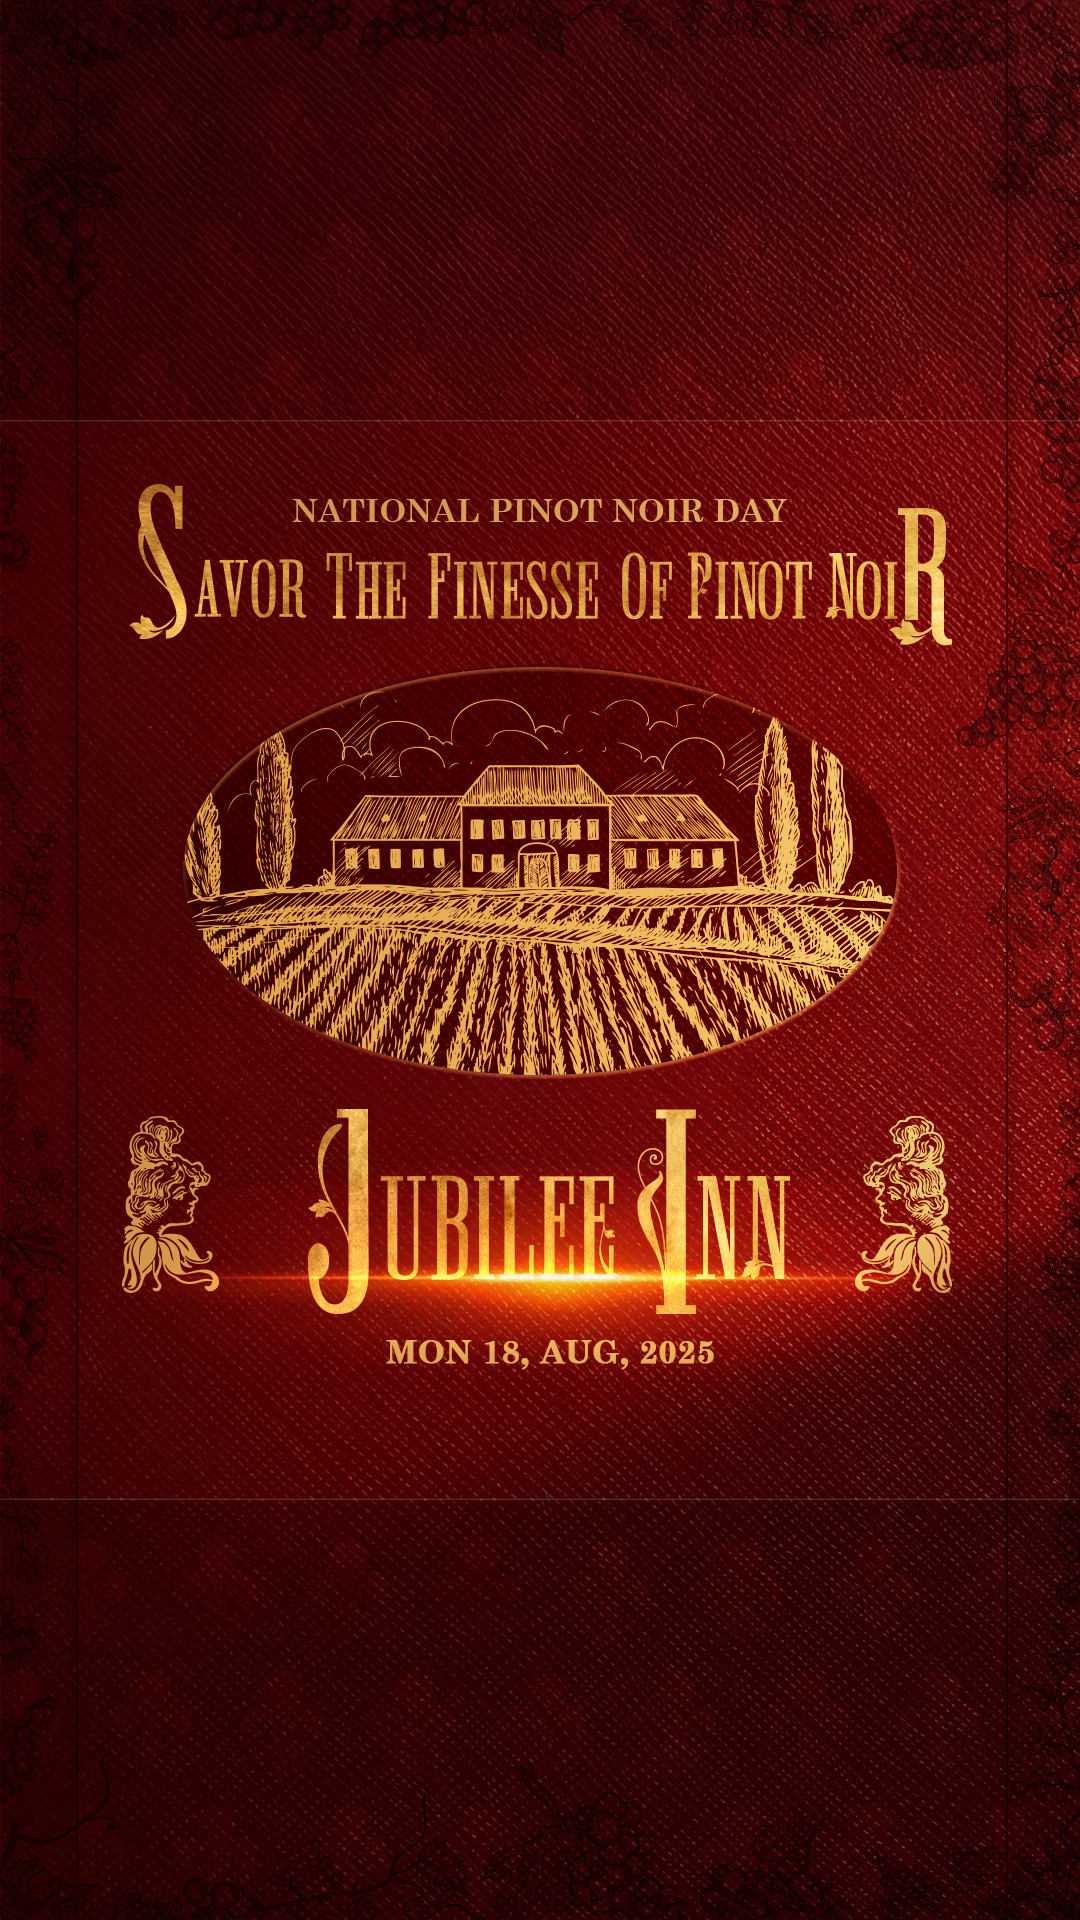 NATIONAL PINOT NOIR DAY
SAVOR THE FINESSE OF PINOT NOIR
JUBILEE INN
MON 18, AUG, 2025